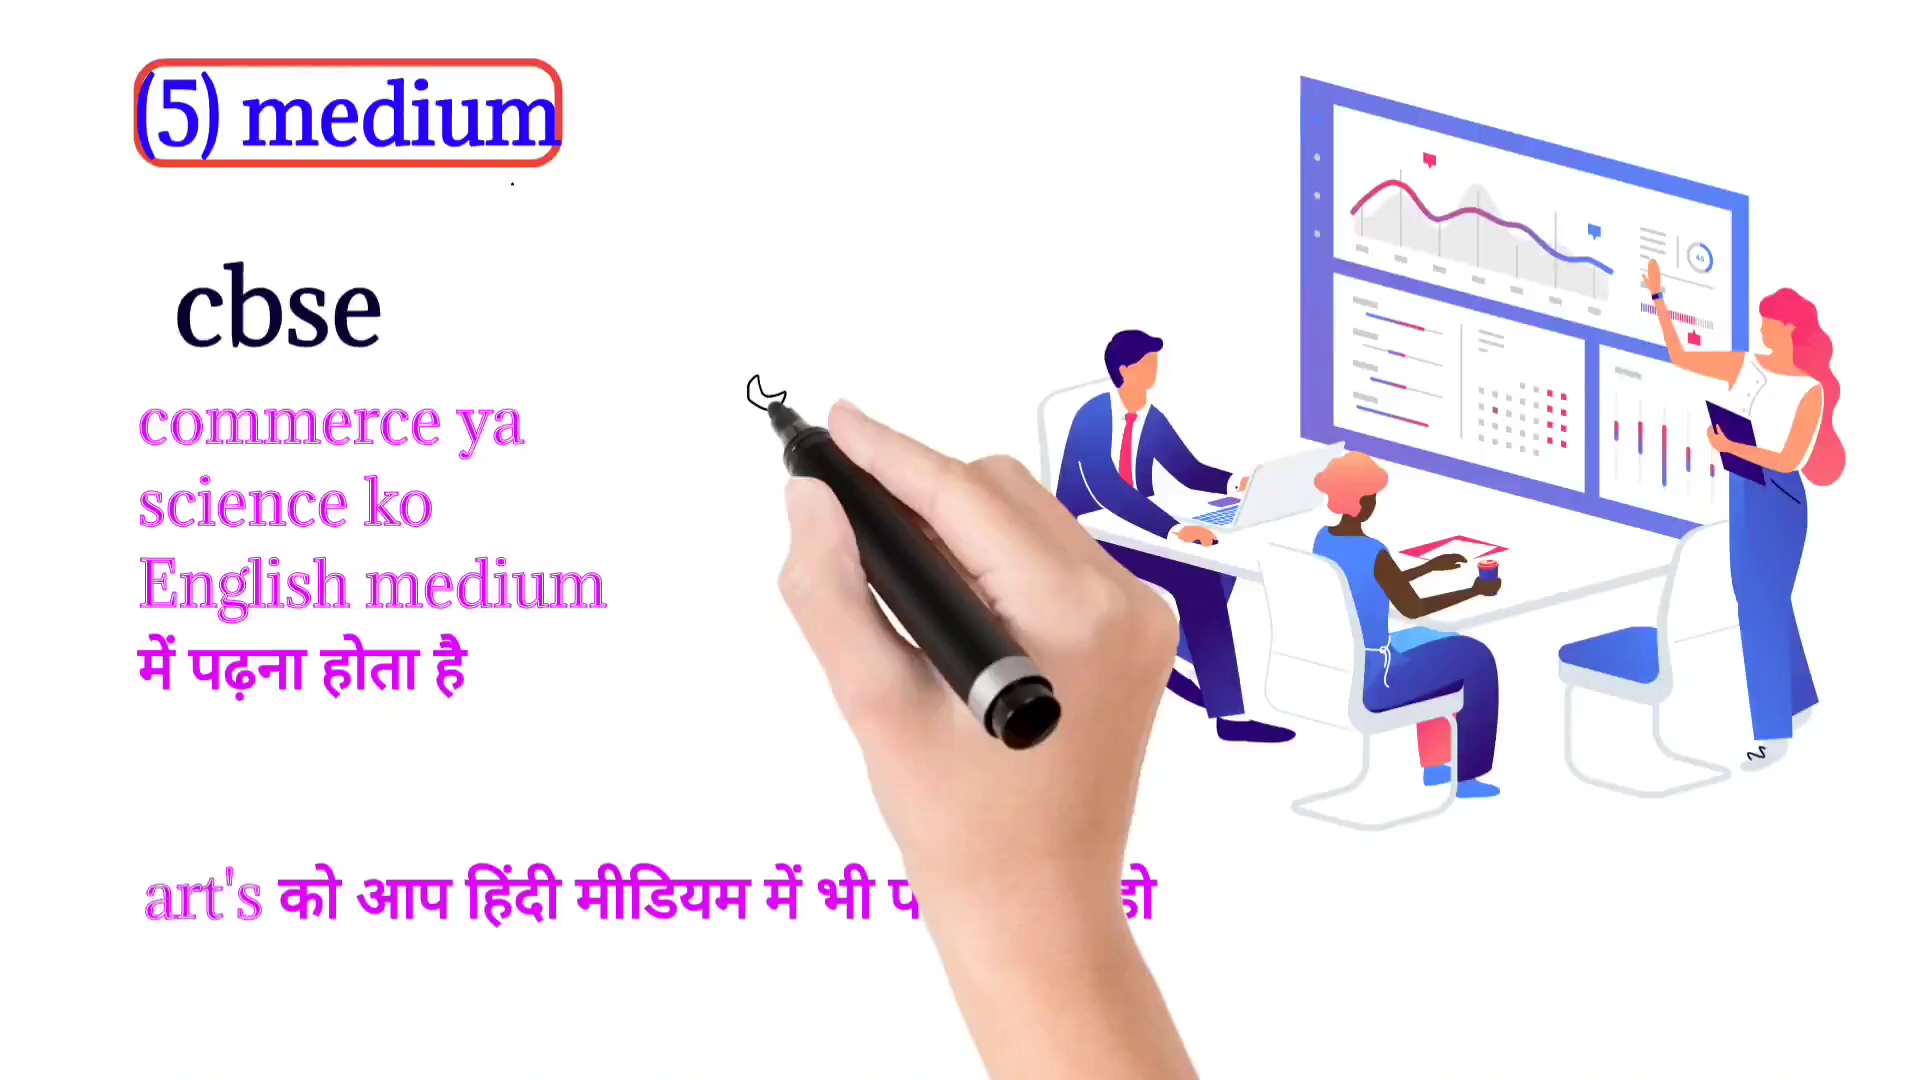 (5) medium
cbse
commerce ya
science ko
English medium
में पढ़ना होता है
art's को आप हिंदी मीडियम में भी हो